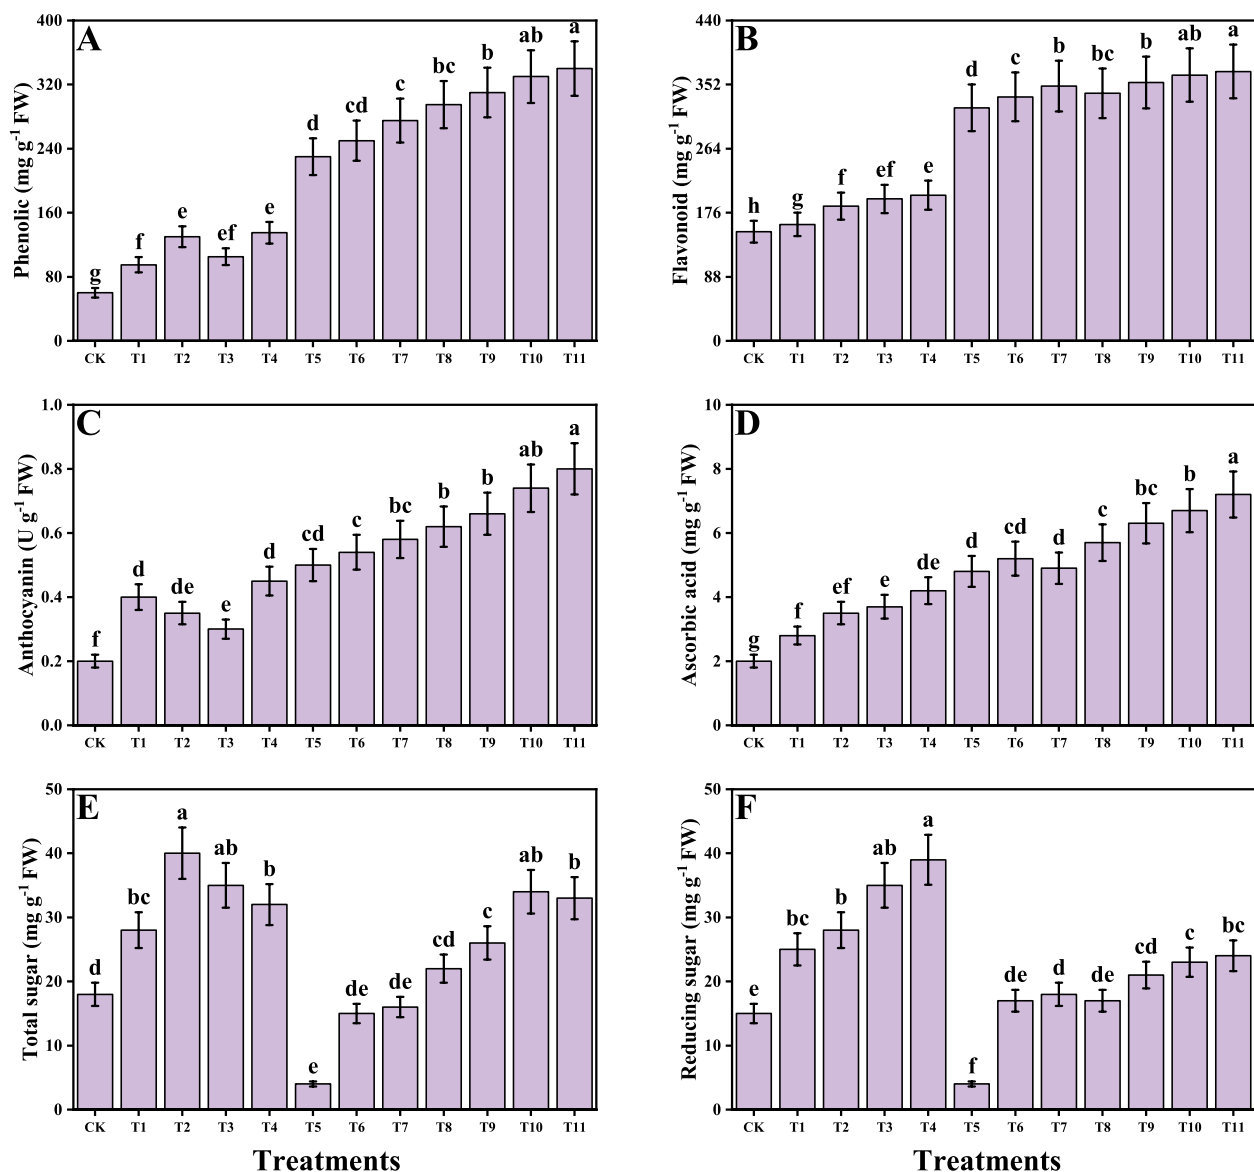 A
Phenolic (mg g-1 FW)
400
320
240
160
80
0
g f e ef e d cd c bc b ab a
CK T1 T2 T3 T4 T5 T6 T7 T8 T9 T10 T11
B
Flavonoid (mg g-1 FW)
440
352
264
176
88
0
h g f ef e d c b bc b ab a
CK T1 T2 T3 T4 T5 T6 T7 T8 T9 T10 T11
C
Anthocyanin (U g-1 FW)
1.0
0.8
0.6
0.4
0.2
0.0
f d de e d cd c bc b b ab a
CK T1 T2 T3 T4 T5 T6 T7 T8 T9 T10 T11
D
Ascorbic acid (mg g-1 FW)
10
8
6
4
2
0
g f ef e de d cd d c bc b a
CK T1 T2 T3 T4 T5 T6 T7 T8 T9 T10 T11
E
Total sugar (mg g-1 FW)
50
40
30
20
10
0
d bc a ab b e de de cd c ab b
CK T1 T2 T3 T4 T5 T6 T7 T8 T9 T10 T11
Treatments
F
Reducing sugar (mg g-1 FW)
50
40
30
20
10
0
e bc b ab a f de d de cd c bc
CK T1 T2 T3 T4 T5 T6 T7 T8 T9 T10 T11
Treatments